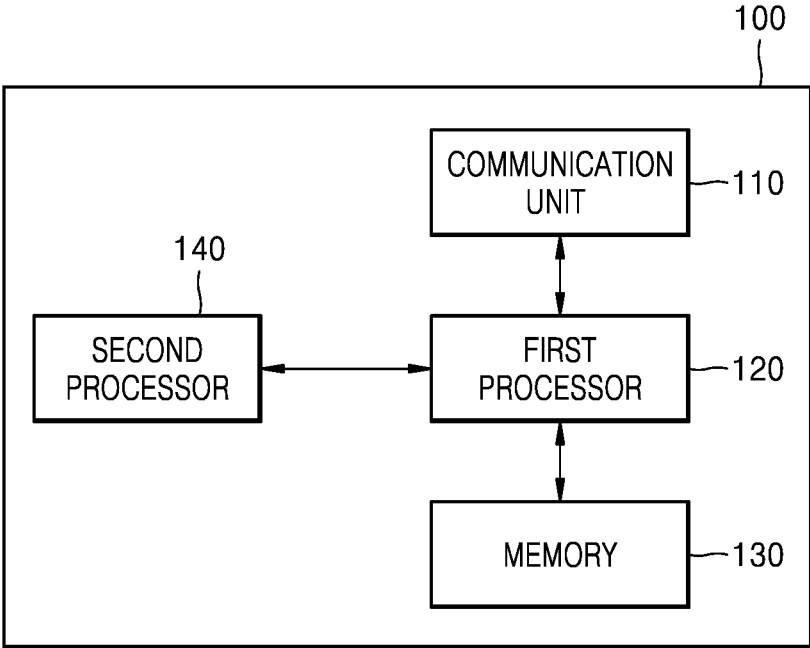 100
COMMUNICATION
UNIT
110
140
SECOND
PROCESSOR
FIRST
PROCESSOR
120
MEMORY
130